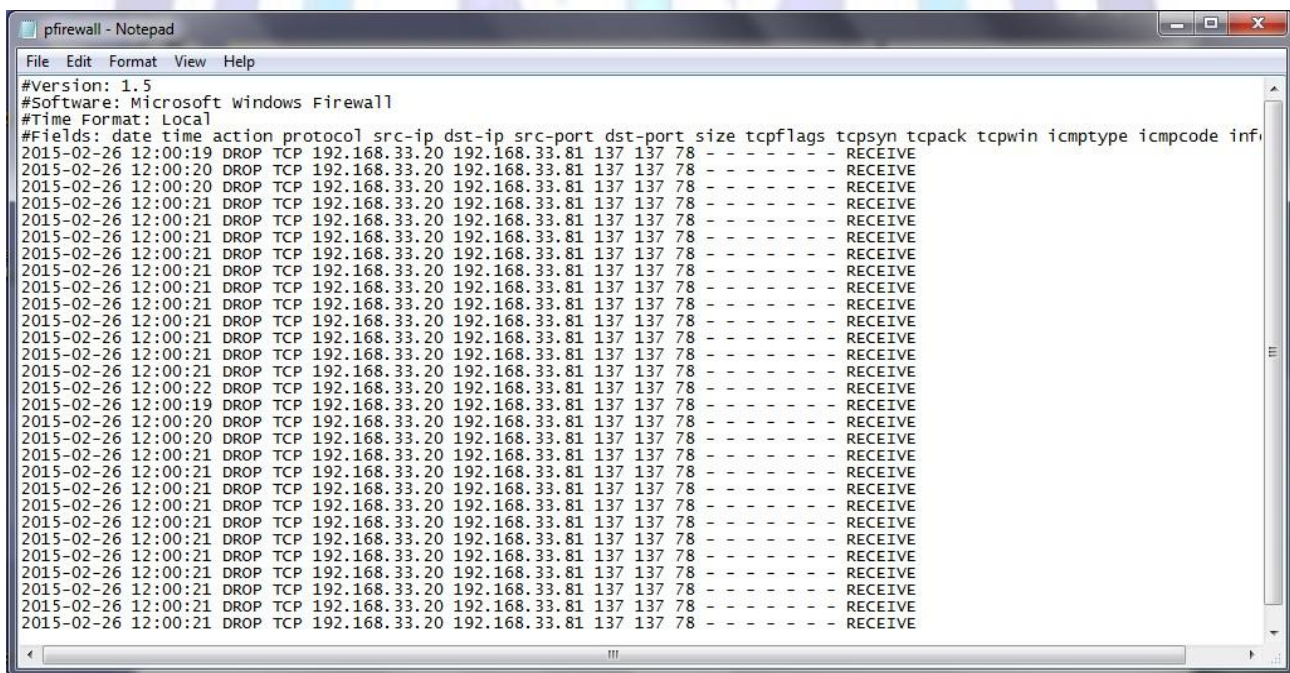 pfirewall - Notepad
File Edit Format View Help
#Version: 1.5
#Software: Microsoft Windows Firewall
#Time Format: Local
#Fields: date time action protocol src-ip dst-ip src-port dst-port size tcpflags tcpsyn tcpack tcpwin icmptype icmpcode
2015-02-26 12:00:19 DROP TCP 192.168.33.20 192.168.33.81 137 137 78 - - - - - - - RECEIVE
2015-02-26 12:00:20 DROP TCP 192.168.33.20 192.168.33.81 137 137 78 - - - - - - - RECEIVE
2015-02-26 12:00:20 DROP TCP 192.168.33.20 192.168.33.81 137 137 78 - - - - - - - RECEIVE
2015-02-26 12:00:21 DROP TCP 192.168.33.20 192.168.33.81 137 137 78 - - - - - - - RECEIVE
2015-02-26 12:00:21 DROP TCP 192.168.33.20 192.168.33.81 137 137 78 - - - - - - - RECEIVE
2015-02-26 12:00:21 DROP TCP 192.168.33.20 192.168.33.81 137 137 78 - - - - - - - RECEIVE
2015-02-26 12:00:21 DROP TCP 192.168.33.20 192.168.33.81 137 137 78 - - - - - - - RECEIVE
2015-02-26 12:00:21 DROP TCP 192.168.33.20 192.168.33.81 137 137 78 - - - - - - - RECEIVE
2015-02-26 12:00:21 DROP TCP 192.168.33.20 192.168.33.81 137 137 78 - - - - - - - RECEIVE
2015-02-26 12:00:21 DROP TCP 192.168.33.20 192.168.33.81 137 137 78 - - - - - - - RECEIVE
2015-02-26 12:00:21 DROP TCP 192.168.33.20 192.168.33.81 137 137 78 - - - - - - - RECEIVE
2015-02-26 12:00:21 DROP TCP 192.168.33.20 192.168.33.81 137 137 78 - - - - - - - RECEIVE
2015-02-26 12:00:21 DROP TCP 192.168.33.20 192.168.33.81 137 137 78 - - - - - - - RECEIVE
2015-02-26 12:00:21 DROP TCP 192.168.33.20 192.168.33.81 137 137 78 - - - - - - - RECEIVE
2015-02-26 12:00:22 DROP TCP 192.168.33.20 192.168.33.81 137 137 78 - - - - - - - RECEIVE
2015-02-26 12:00:19 DROP TCP 192.168.33.20 192.168.33.81 137 137 78 - - - - - - - RECEIVE
2015-02-26 12:00:20 DROP TCP 192.168.33.20 192.168.33.81 137 137 78 - - - - - - - RECEIVE
2015-02-26 12:00:20 DROP TCP 192.168.33.20 192.168.33.81 137 137 78 - - - - - - - RECEIVE
2015-02-26 12:00:21 DROP TCP 192.168.33.20 192.168.33.81 137 137 78 - - - - - - - RECEIVE
2015-02-26 12:00:21 DROP TCP 192.168.33.20 192.168.33.81 137 137 78 - - - - - - - RECEIVE
2015-02-26 12:00:21 DROP TCP 192.168.33.20 192.168.33.81 137 137 78 - - - - - - - RECEIVE
2015-02-26 12:00:21 DROP TCP 192.168.33.20 192.168.33.81 137 137 78 - - - - - - - RECEIVE
2015-02-26 12:00:21 DROP TCP 192.168.33.20 192.168.33.81 137 137 78 - - - - - - - RECEIVE
2015-02-26 12:00:21 DROP TCP 192.168.33.20 192.168.33.81 137 137 78 - - - - - - - RECEIVE
2015-02-26 12:00:21 DROP TCP 192.168.33.20 192.168.33.81 137 137 78 - - - - - - - RECEIVE
2015-02-26 12:00:21 DROP TCP 192.168.33.20 192.168.33.81 137 137 78 - - - - - - - RECEIVE
2015-02-26 12:00:21 DROP TCP 192.168.33.20 192.168.33.81 137 137 78 - - - - - - - RECEIVE
2015-02-26 12:00:21 DROP TCP 192.168.33.20 192.168.33.81 137 137 78 - - - - - - - RECEIVE
2015-02-26 12:00:21 DROP TCP 192.168.33.20 192.168.33.81 137 137 78 - - - - - - - RECEIVE